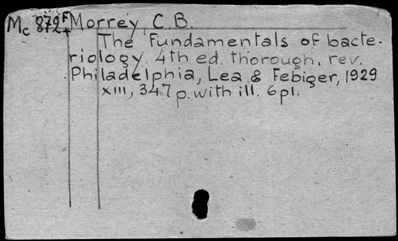 Mc 872F+ Morrey, C.B.
The Fundamentals of bacte-
riology. 4th ed. thorough. rev.
Philadelphia, Lea & Febiger, 1929
XIII, 347 p. with ill. 6 pl.